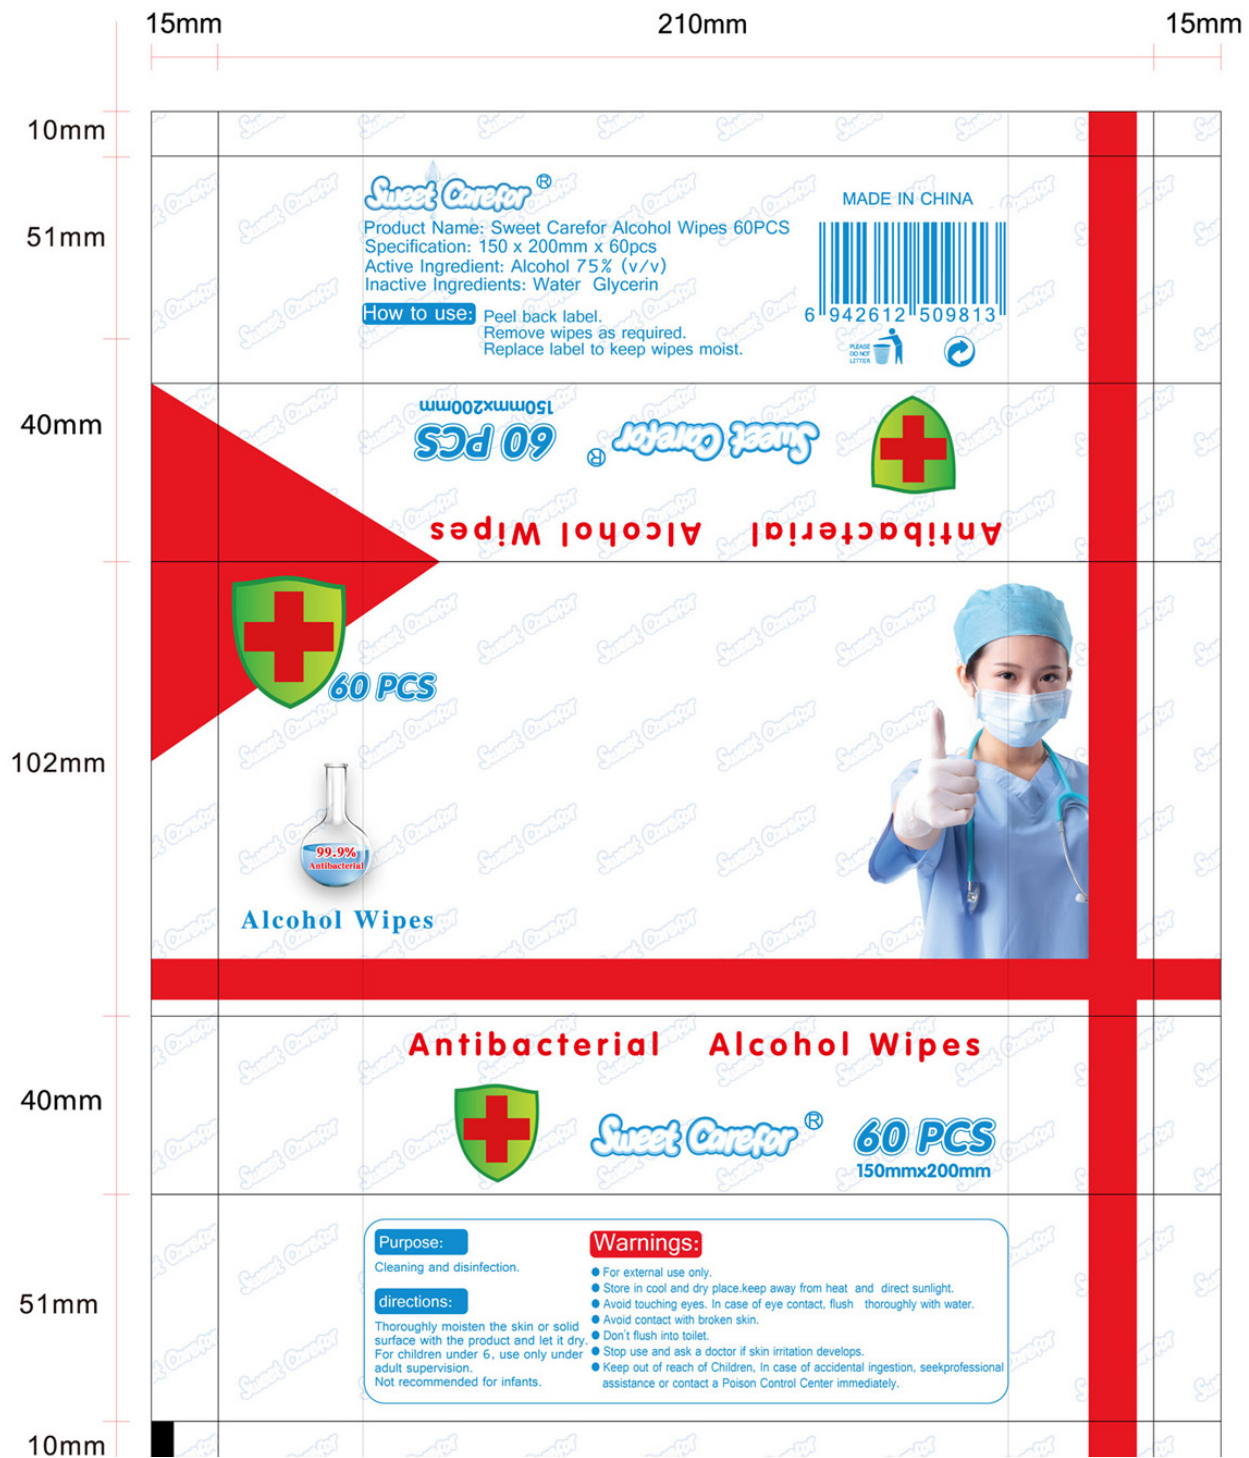 15mm 210mm 15mm
10mm
51mm
40mm
102mm
40mm
51mm
10mm
Sweet Carefor ®
Product Name: Sweet Carefor Alcohol Wipes 60PCS
Specification: 150 x 200mm x 60pcs
Active Ingredient: Alcohol 75% (v/v)
Inactive Ingredients: Water Glycerin
How to use: Peel back label.
Remove wipes as required.
Replace label to keep wipes moist.
MADE IN CHINA
6 942612 509813
PLEASE
DO NOT
LITTER
Antibacterial Alcohol Wipes
Sweet Carefor ®
60 PCS
150mmx200mm
60 PCS
99.9%
Antibacterial
Alcohol Wipes
Antibacterial Alcohol Wipes
Sweet Carefor ®
60 PCS
150mmx200mm
Purpose:
Cleaning and disinfection.
directions:
Thoroughly moisten the skin or solid
surface with the product and let it dry.
For children under 6, use only under
adult supervision.
Not recommended for infants.
Warnings:
For external use only.
Store in cool and dry place.keep away from heat and direct sunlight.
Avoid touching eyes. In case of eye contact, flush thoroughly with water.
Avoid contact with broken skin.
Don't flush into toilet.
Stop use and ask a doctor if skin irritation develops.
Keep out of reach of Children, In case of accidental ingestion, seekprofessional
assistance or contact a Poison Control Center immediately.